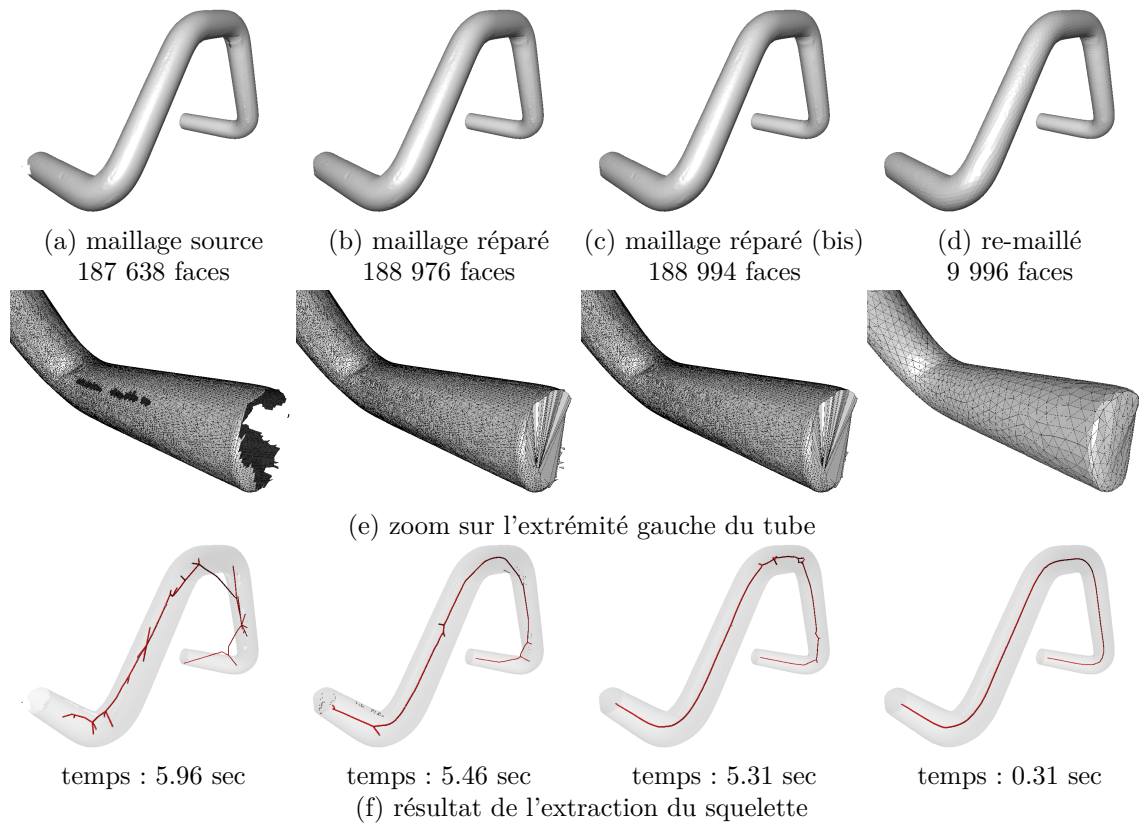 (a) maillage source
187 638 faces
(b) maillage réparé
188 976 faces
(c) maillage réparé (bis)
188 994 faces
(d) re-maillé
9 996 faces
(e) zoom sur l'extrémité gauche du tube
temps : 5.96 sec
temps : 5.46 sec
temps : 5.31 sec
temps : 0.31 sec
(f) résultat de l'extraction du squelette